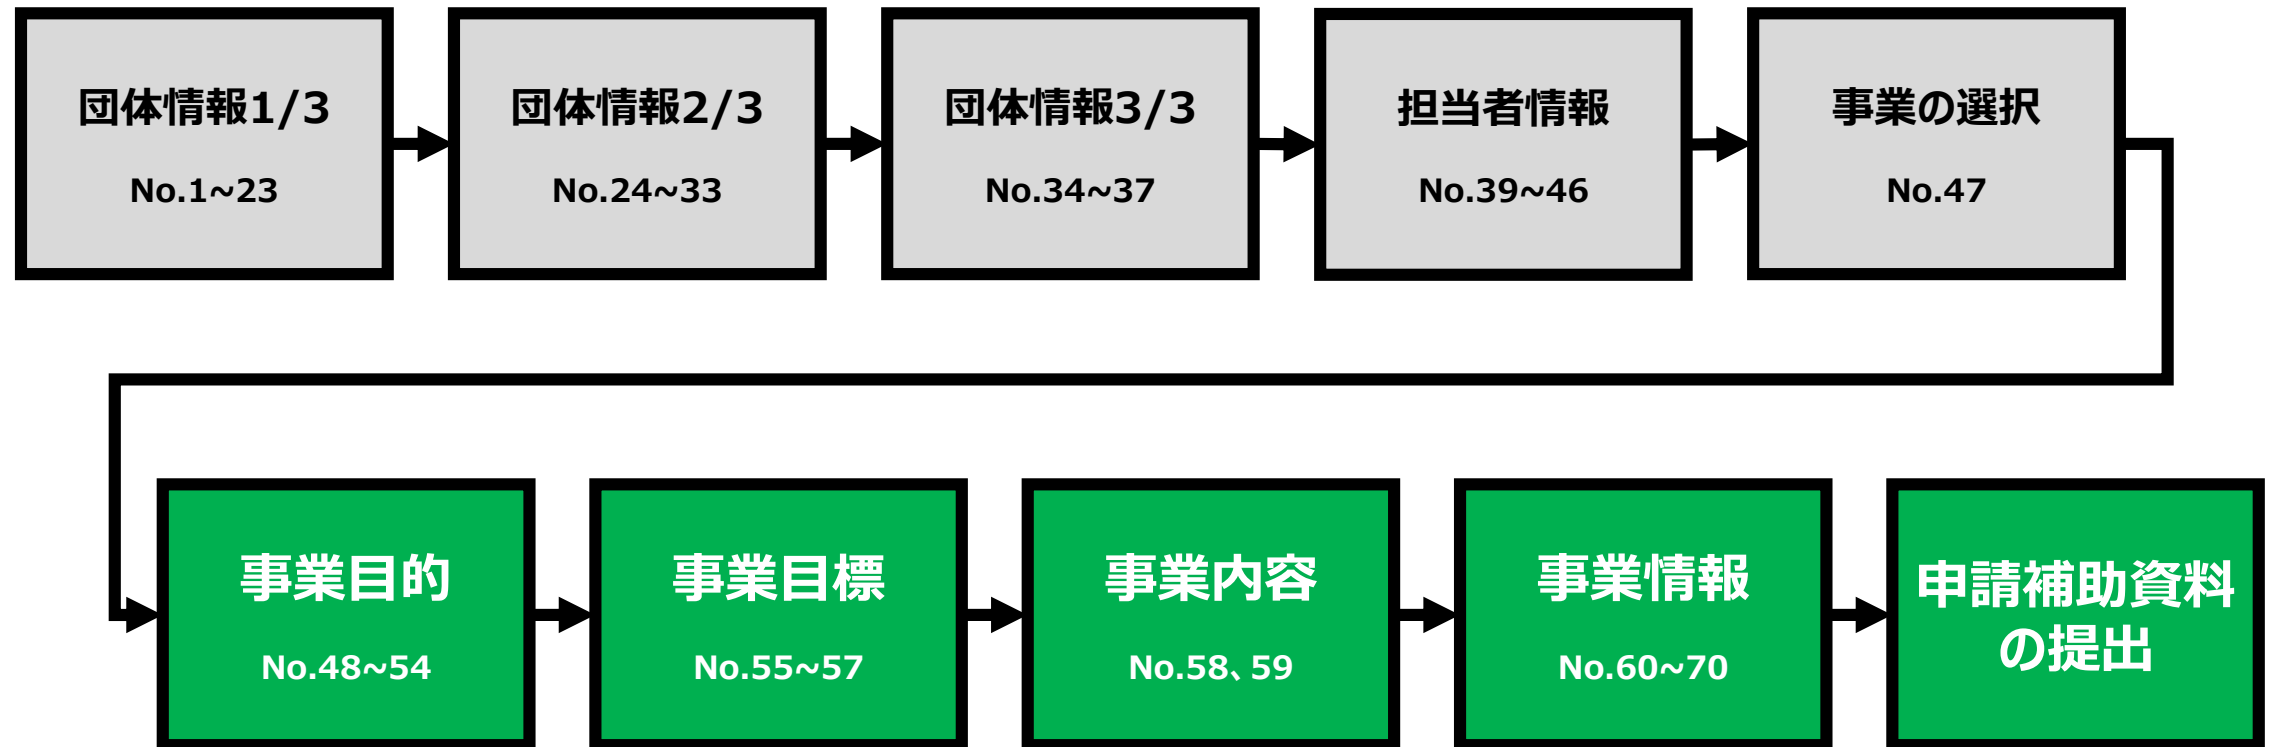 団体情報1/3
No.1~23
団体情報2/3
No.24~33
団体情報3/3
No.34~37
担当者情報
No.39~46
事業の選択
No.47
事業目的
No.48~54
事業目標
No.55~57
事業内容
No.58、59
事業情報
No.60~70
申請補助資料
の提出